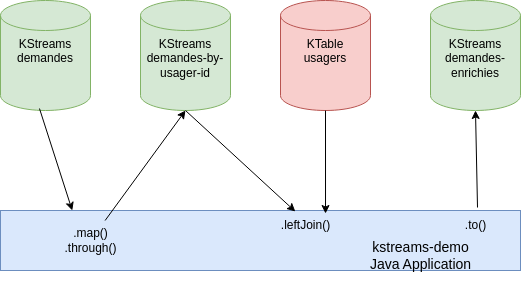 KStreams
demandes
KStreams
demandes-by-
usager-id
KTable
usagers
KStreams
demandes-
enrichies
.map()
.through()
.leftJoin()
.to()
kstreams-demo
Java Application